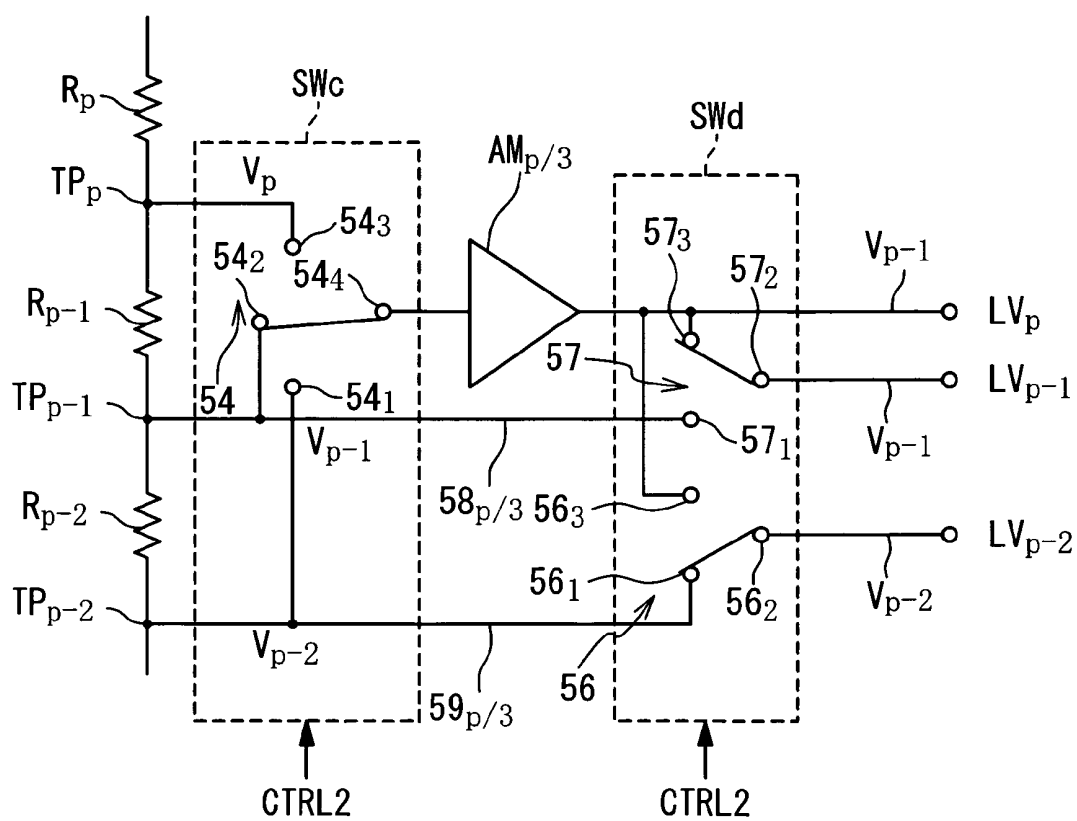 SWc
SWd
Rp
AMp/3
TPp
Vp
543
573
572
Vp-1
542
544
LVp
Rp-1
57
LVp-1
54
541
TPp-1
Vp-1
571
Vp-1
58p/3
563
Rp-2
LVp-2
561
562
TPp-2
Vp-2
Vp-2
56
59p/3
CTRL2
CTRL2